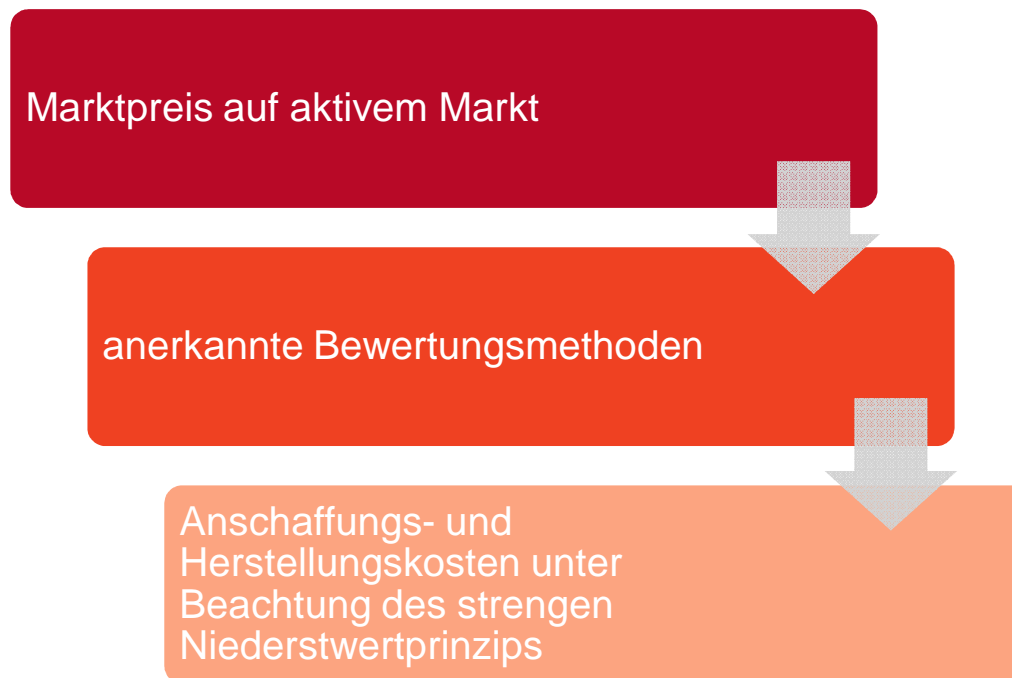 Marktpreis auf aktivem Markt
anerkannte Bewertungsmethoden
Anschaffungs- und
Herstellungskosten unter
Beachtung des strengen
Niederstwertprinzips